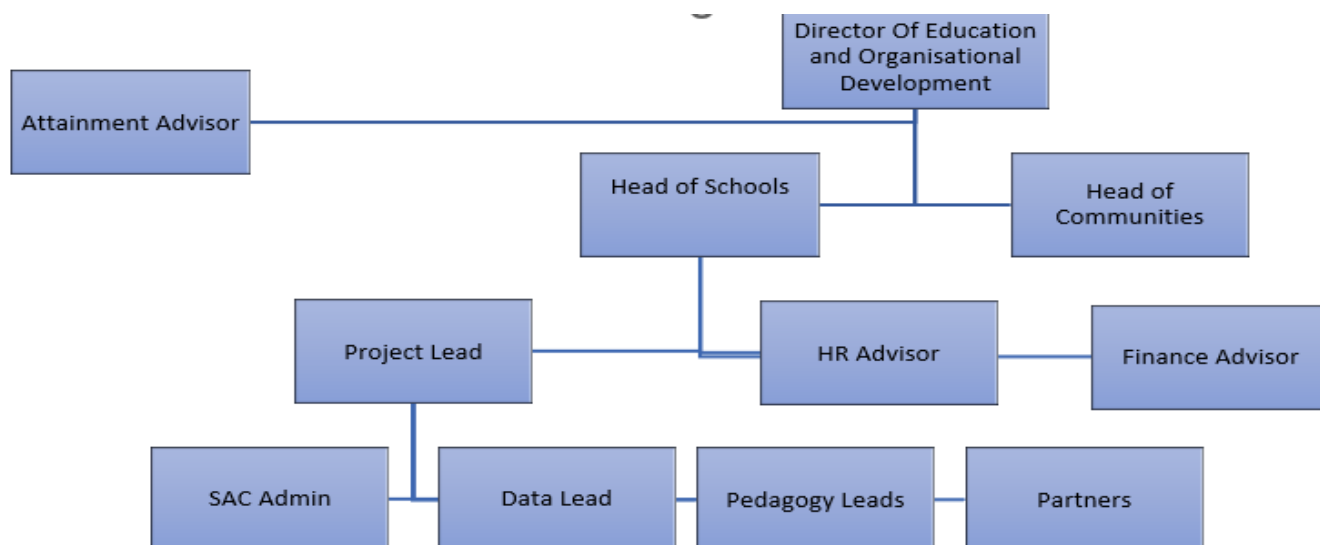 Director Of Education
and Organisational
Development
Attainment Advisor
Head of Schools
Head of
Communities
Project Lead
HR Advisor
Finance Advisor
SAC Admin
Data Lead
Pedagogy Leads
Partners